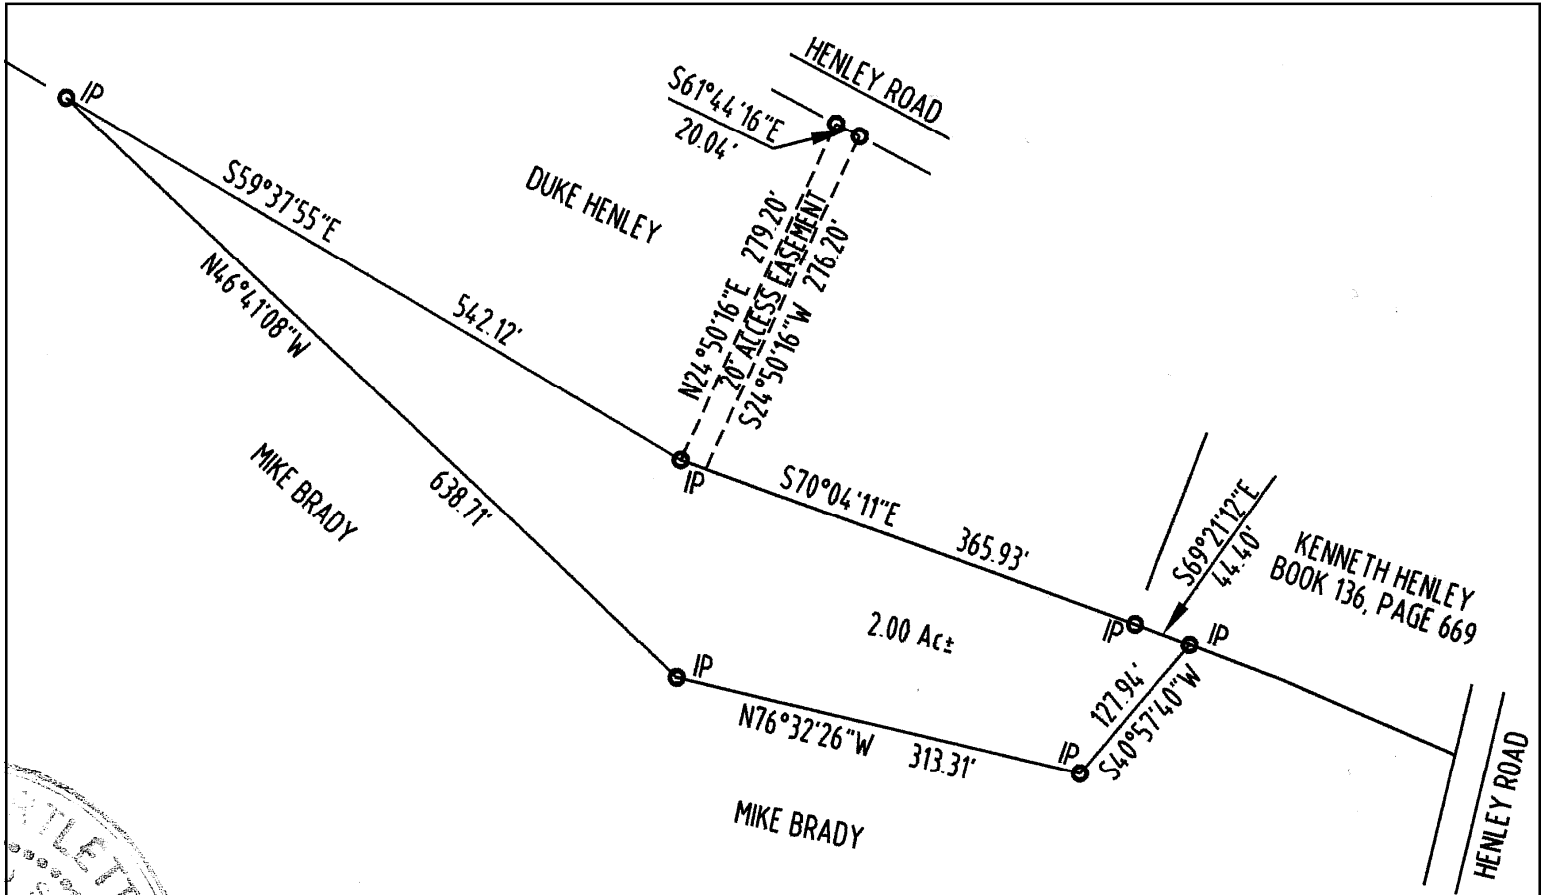 HENLEY ROAD
IP
S61°44'16"E
20.04'
DUKE HENLEY
S59°37'55"E
542.12'
N24°50'16"E 279.20'
20' ACCESS EASEMENT
S24°50'16"W 276.20'
N46°41'08"W
638.71'
MIKE BRADY
IP
S70°04'11"E
365.93'
S69°21'12"E
44.40'
KENNETH HENLEY
BOOK 136, PAGE 669
2.00 Ac±
IP
IP
IP
N76°32'26"W
313.31'
IP
127.94'
S40°57'40"W
MIKE BRADY
HENLEY ROAD